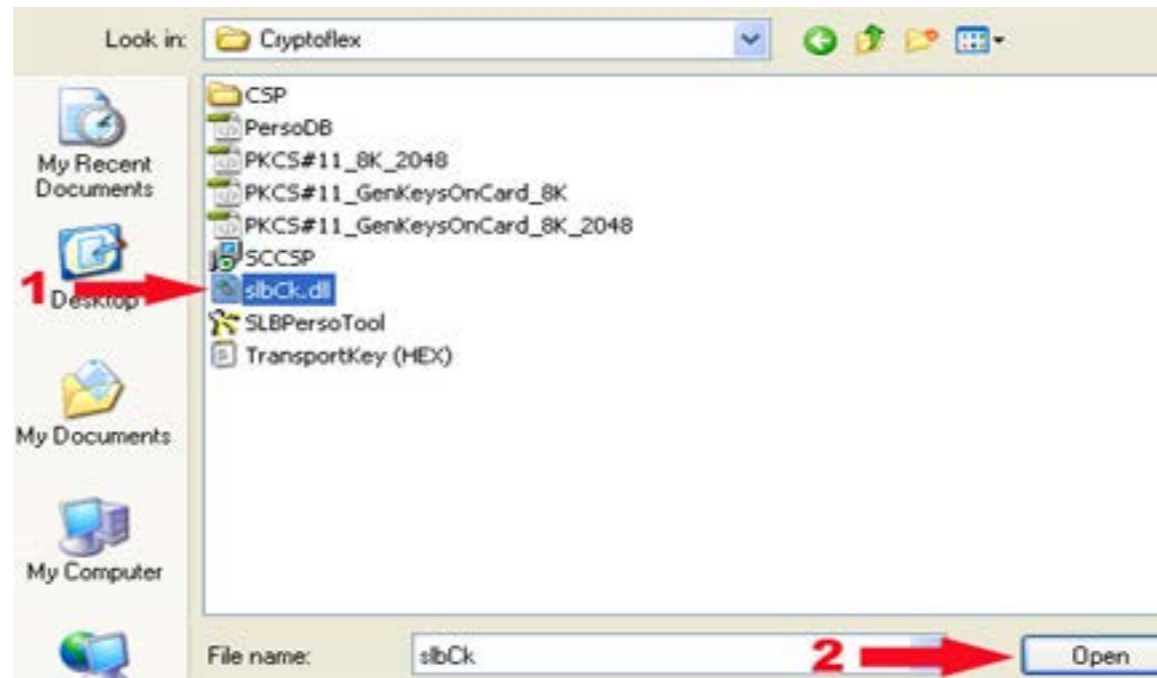 Look in: Cryptoflex
CSP
PersoDB
PKCS#11_8K_2048
PKCS#11_GenKeysOnCard_8K
PKCS#11_GenKeysOnCard_8K_2048
SCCSP
slbCk.dll
SLBPersoTool
TransportKey (HEX)
My Recent
Documents
1
Desktop
My Documents
My Computer
File name: slbCk 2 Open